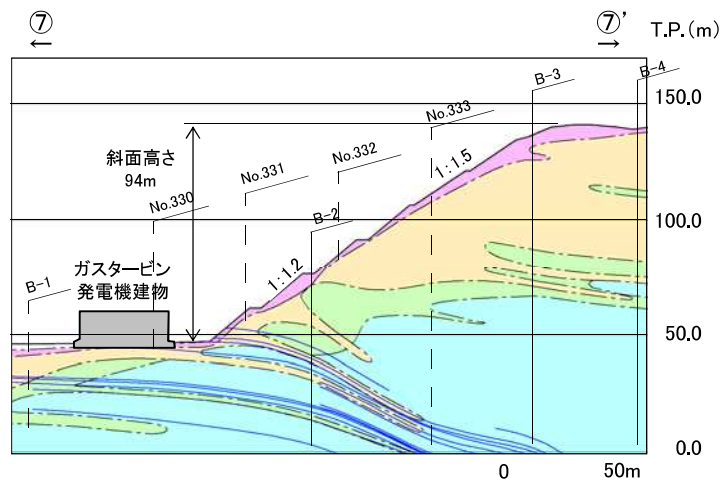 ⑦
←
⑦'
→
T.P.(m)
B-3
B-4
150.0
No.333
斜面高さ
94m
No.332
No.331
1:1.5
No.330
B-2
100.0
ガスタービン
発電機建物
1:1.2
B-1
50.0
0.0
0
50m